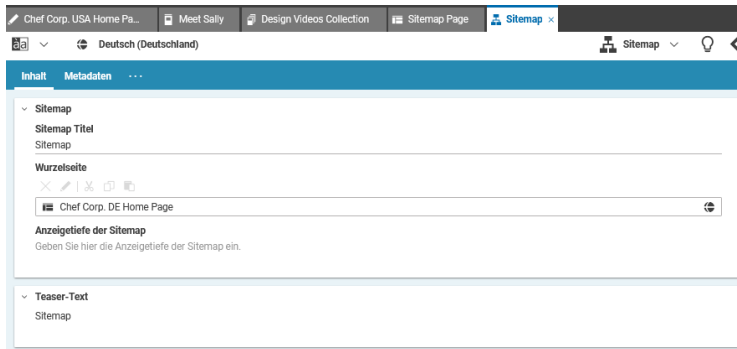 Chef Corp. USA Home Pa...
Meet Sally
Design Videos Collection
Sitemap Page
Sitemap
Deutsch (Deutschland)
Sitemap
Inhalt
Metadaten
Sitemap
Sitemap Titel
Sitemap
Wurzelseite
Chef Corp. DE Home Page
Anzeigetiefe der Sitemap
Geben Sie hier die Anzeigetiefe der Sitemap ein.
Teaser-Text
Sitemap